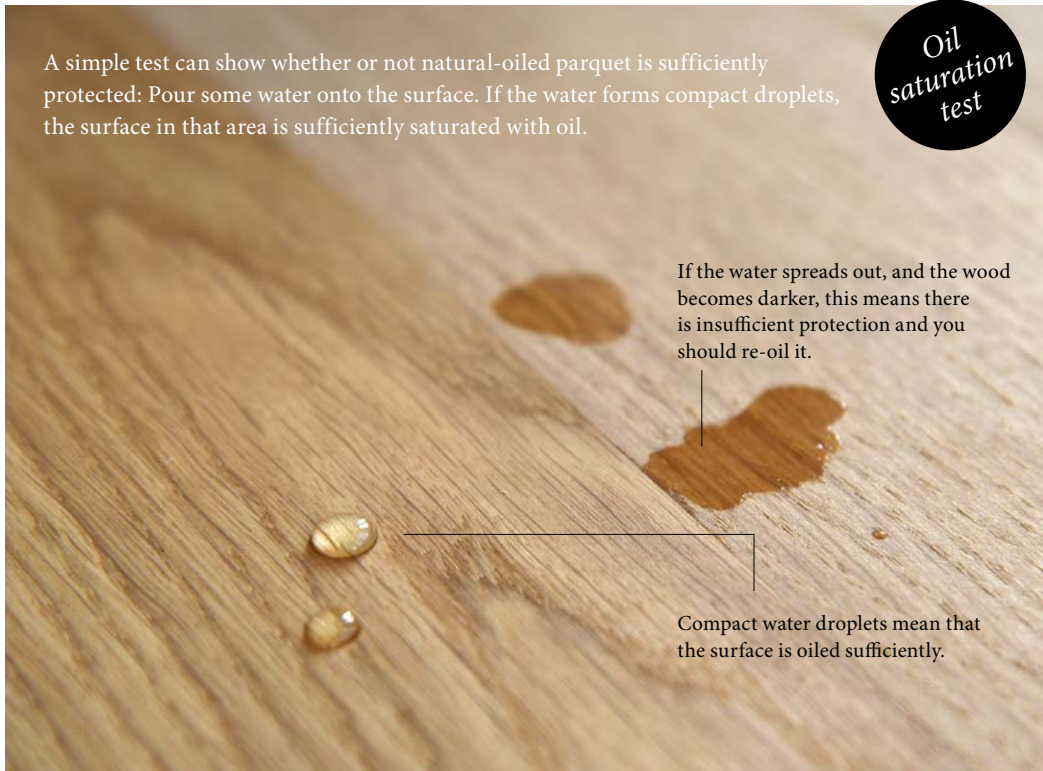 A simple test can show whether or not natural-oiled parquet is sufficiently
protected: Pour some water onto the surface. If the water forms compact droplets,
the surface in that area is sufficiently saturated with oil.
Oil
saturation
test
If the water spreads out, and the wood
becomes darker, this means there
is insufficient protection and you
should re-oil it.
Compact water droplets mean that
the surface is oiled sufficiently.